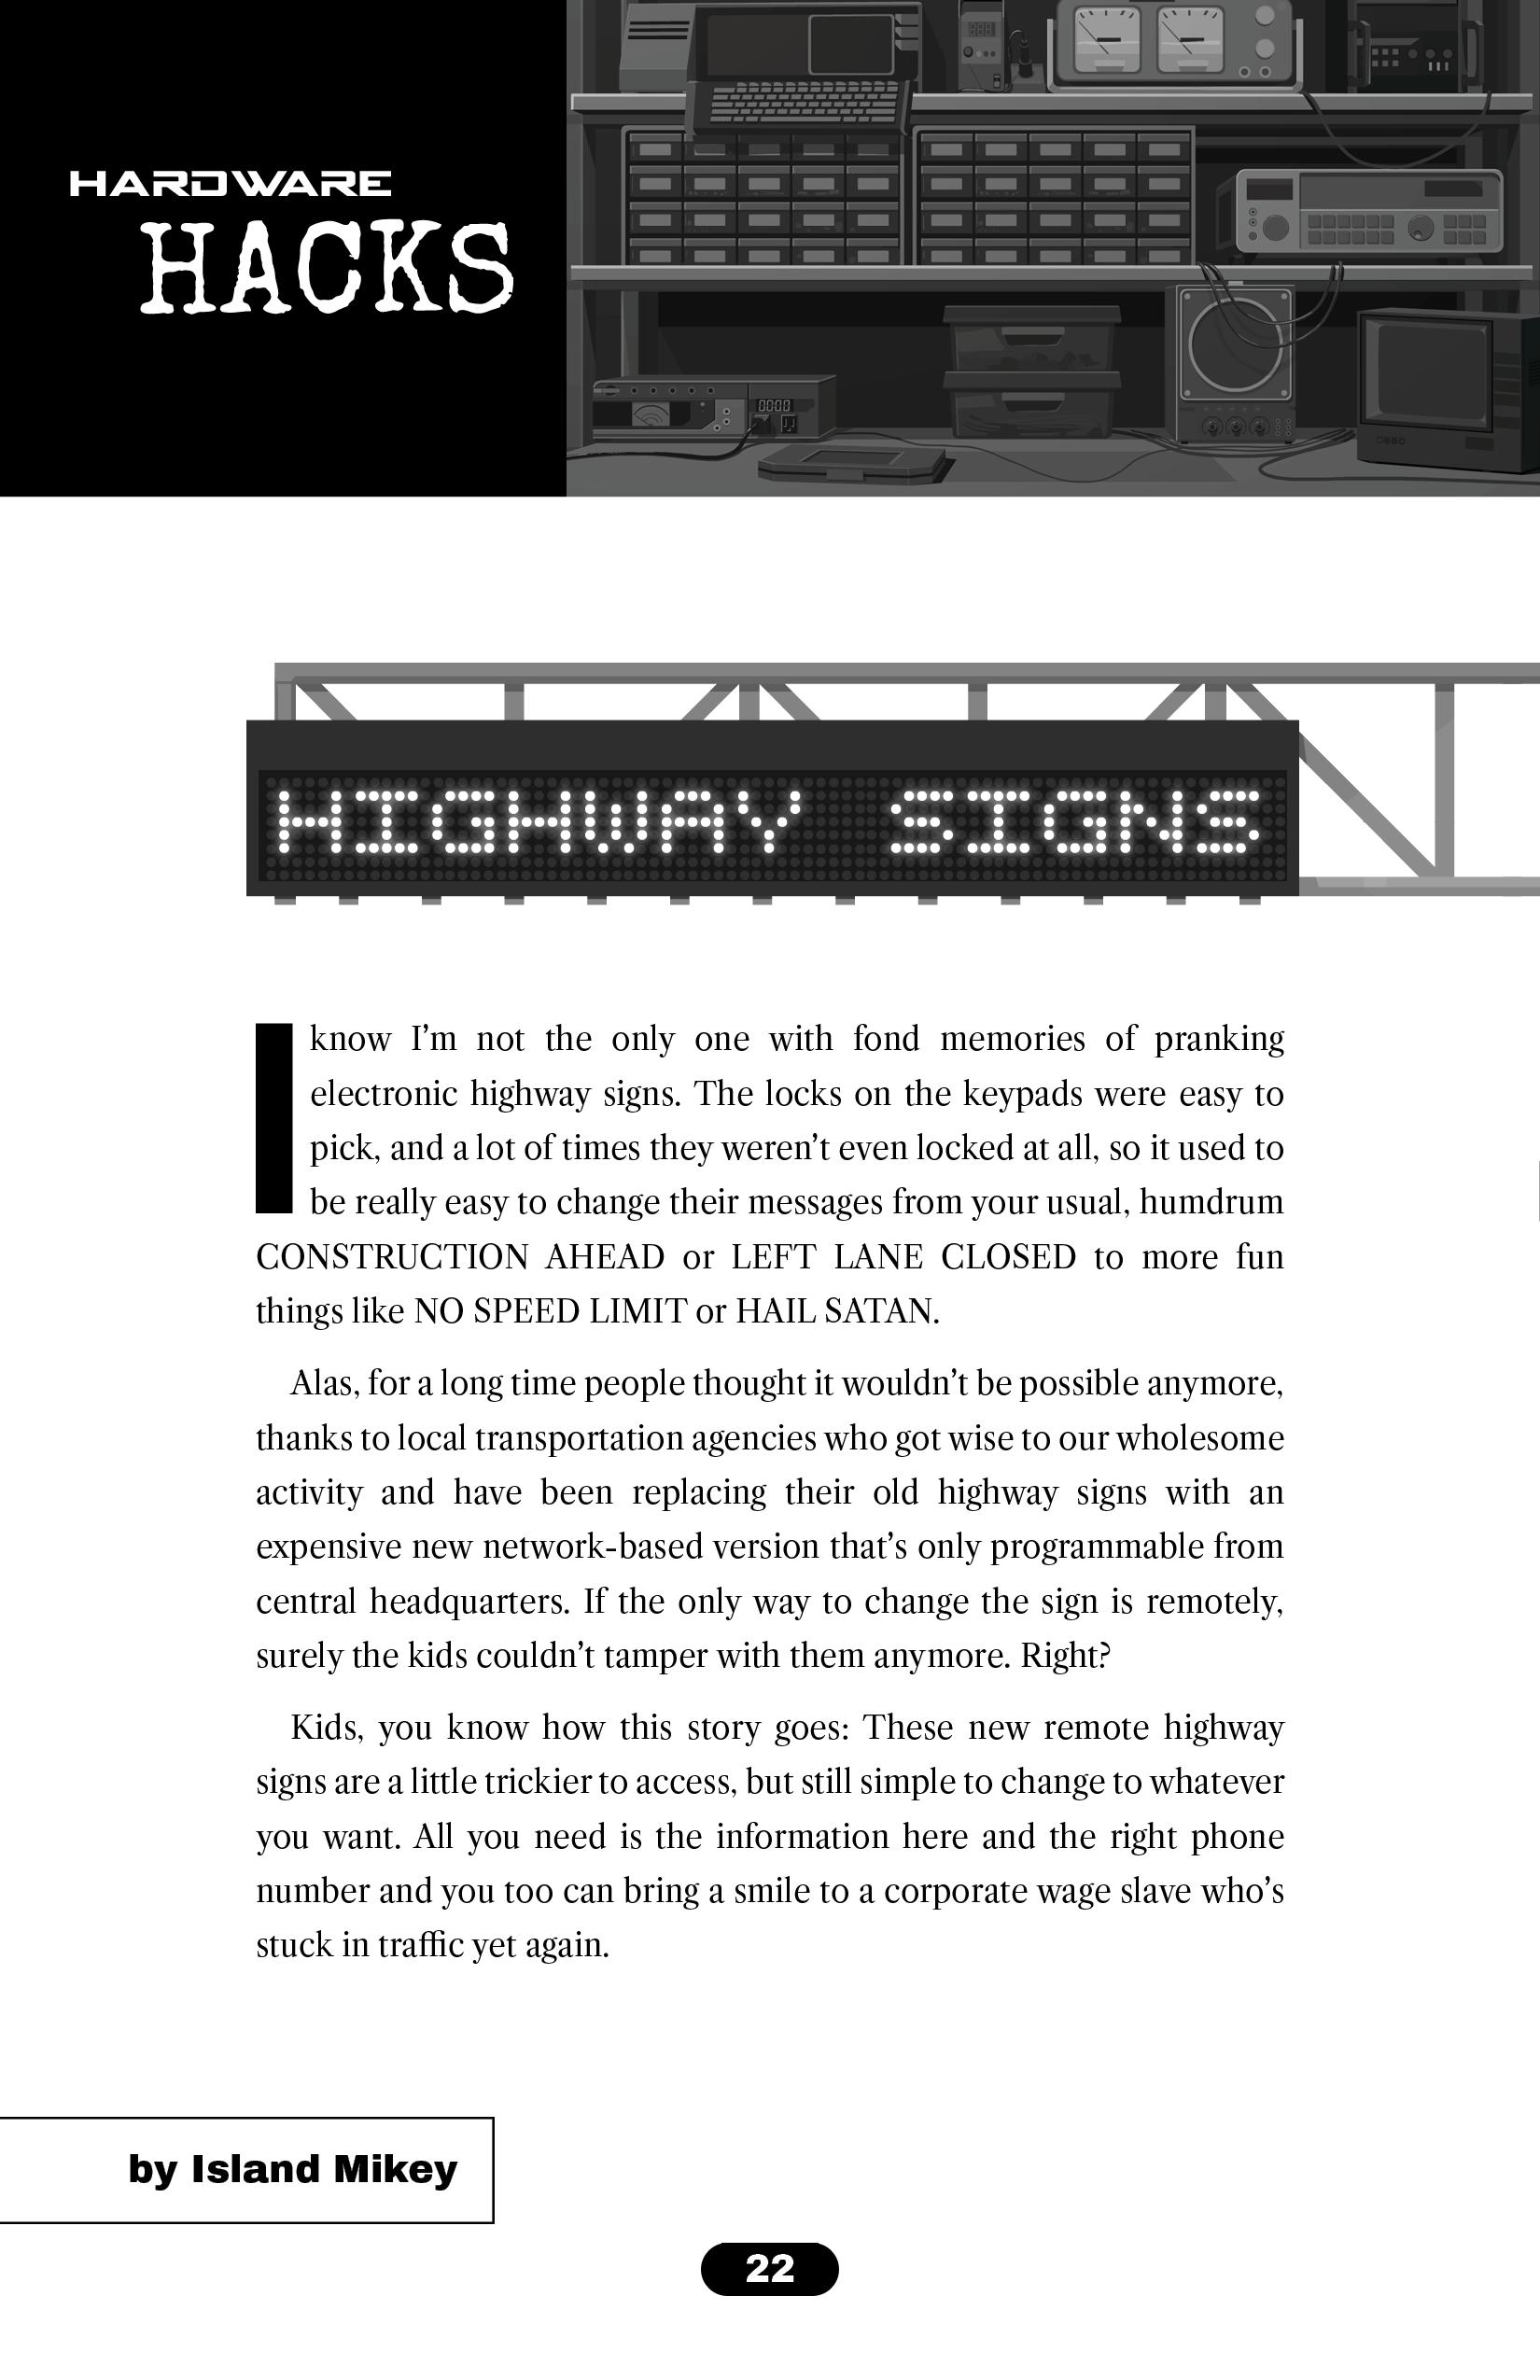 HARDWARE
HACKS
HIGHWAY SIGNS
I know I’m not the only one with fond memories of pranking
electronic highway signs. The locks on the keypads were easy to
pick, and a lot of times they weren’t even locked at all, so it used to
be really easy to change their messages from your usual, humdrum
CONSTRUCTION AHEAD or LEFT LANE CLOSED to more fun
things like NO SPEED LIMIT or HAIL SATAN.
Alas, for a long time people thought it wouldn’t be possible anymore,
thanks to local transportation agencies who got wise to our wholesome
activity and have been replacing their old highway signs with an
expensive new network-based version that’s only programmable from
central headquarters. If the only way to change the sign is remotely,
surely the kids couldn’t tamper with them anymore. Right?
Kids, you know how this story goes: These new remote highway
signs are a little trickier to access, but still simple to change to whatever
you want. All you need is the information here and the right phone
number and you too can bring a smile to a corporate wage slave who’s
stuck in traffic yet again.
by Island Mikey
22